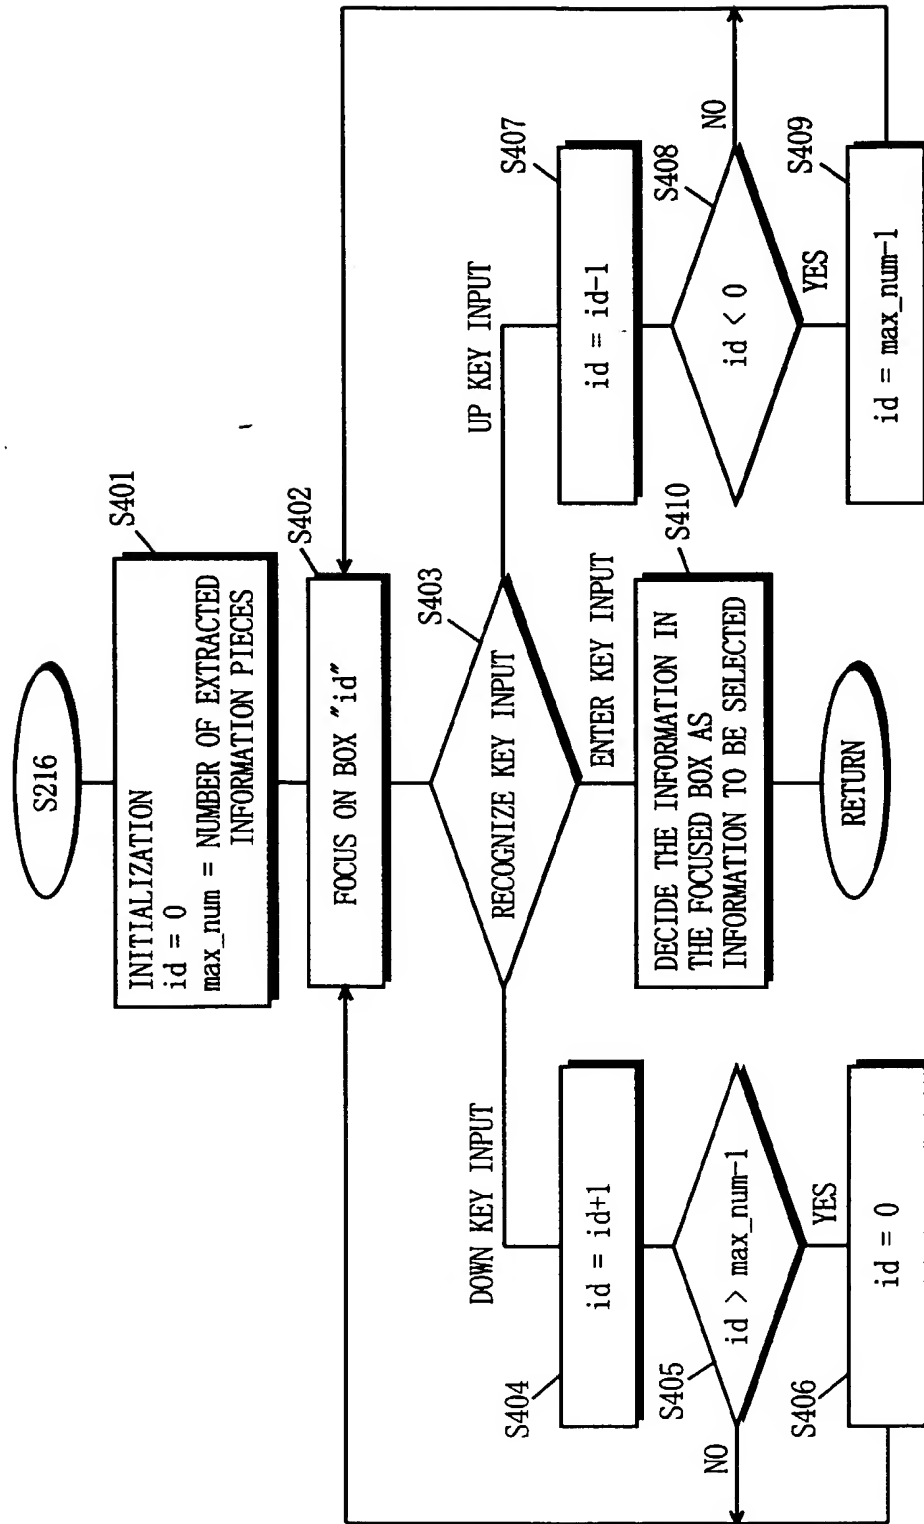 S216
S401
INITIALIZATION
id = 0
max_num = NUMBER OF EXTRACTED
INFORMATION PIECES
S402
FOCUS ON BOX "id"
S403
RECOGNIZE KEY INPUT
DOWN KEY INPUT
S404
id = id+1
S405
id > max_num-1
NO
YES
S406
id = 0
ENTER KEY INPUT
S410
DECIDE THE INFORMATION IN
THE FOCUSED BOX AS
INFORMATION TO BE SELECTED
RETURN
UP KEY INPUT
S407
id = id-1
S408
id < 0
NO
YES
S409
id = max_num-1